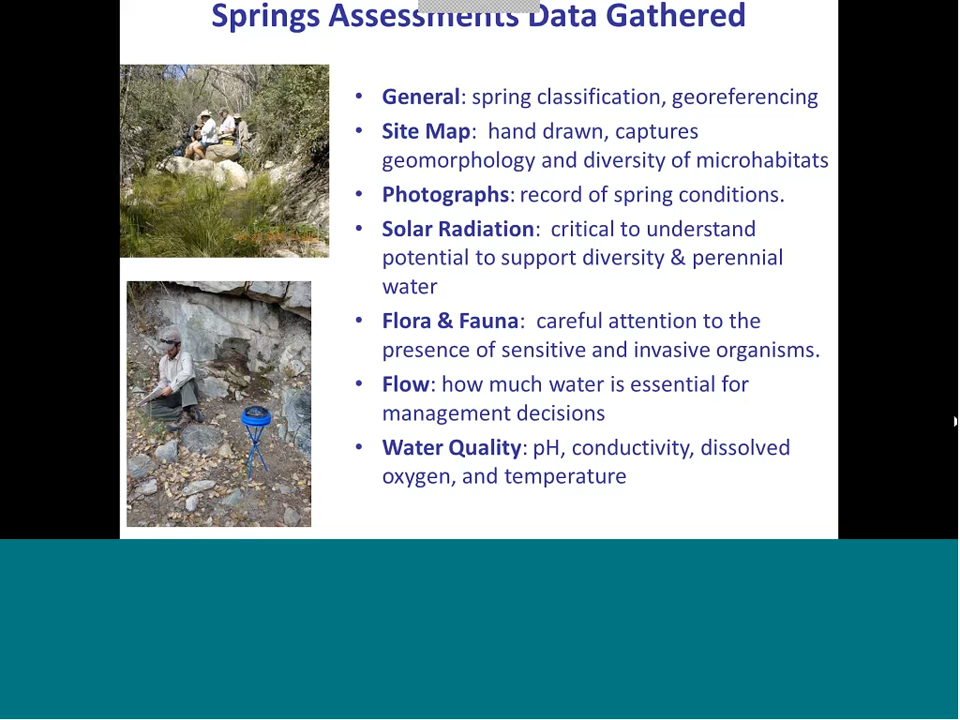 Springs Assessments Data Gathered
• General: spring classification, georeferencing
• Site Map: hand drawn, captures
geomorphology and diversity of microhabitats
• Photographs: record of spring conditions.
• Solar Radiation: critical to understand
potential to support diversity & perennial
water
• Flora & Fauna: careful attention to the
presence of sensitive and invasive organisms.
• Flow: how much water is essential for
management decisions
• Water Quality: pH, conductivity, dissolved
oxygen, and temperature